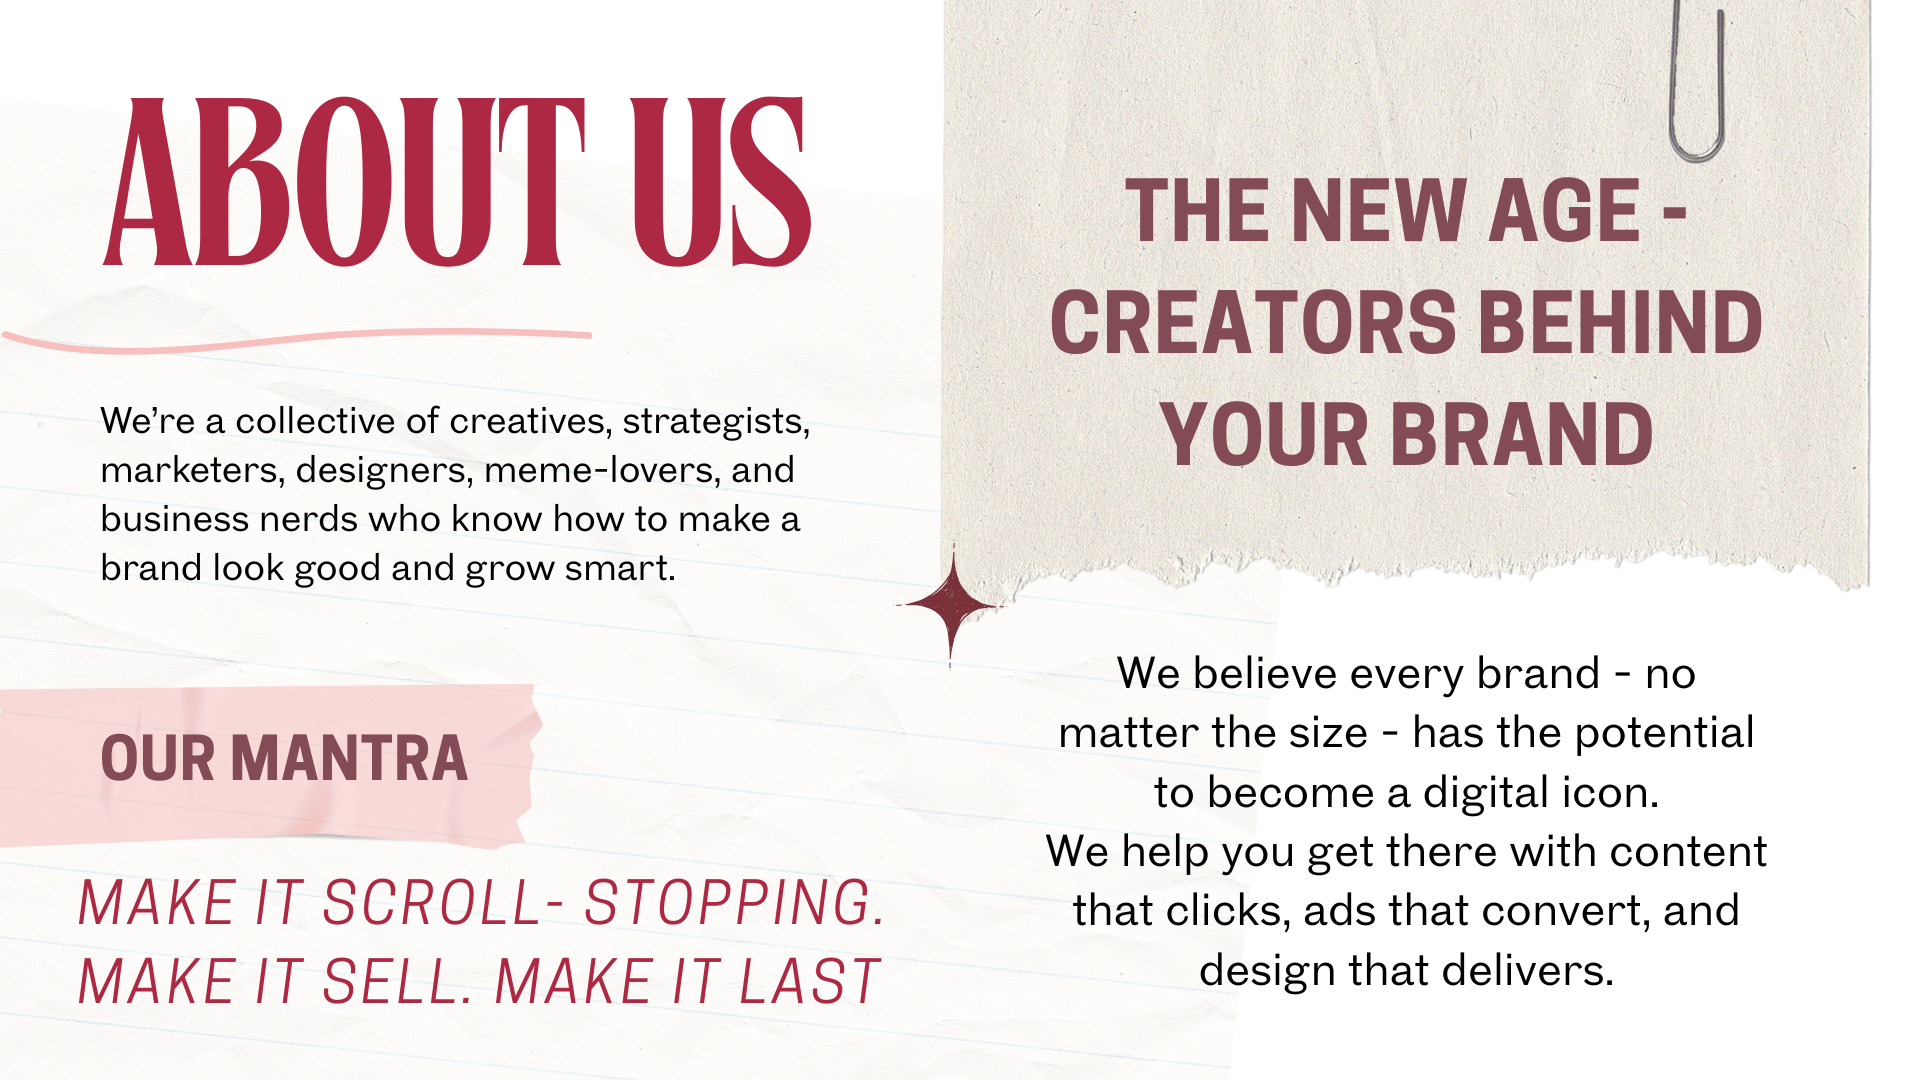 ABOUT US
We’re a collective of creatives, strategists,
marketers, designers, meme-lovers, and
business nerds who know how to make a
brand look good and grow smart.
OUR MANTRA
MAKE IT SCROLL- STOPPING.
MAKE IT SELL. MAKE IT LAST
THE NEW AGE -
CREATORS BEHIND
YOUR BRAND
We believe every brand - no
matter the size - has the potential
to become a digital icon.
We help you get there with content
that clicks, ads that convert, and
design that delivers.